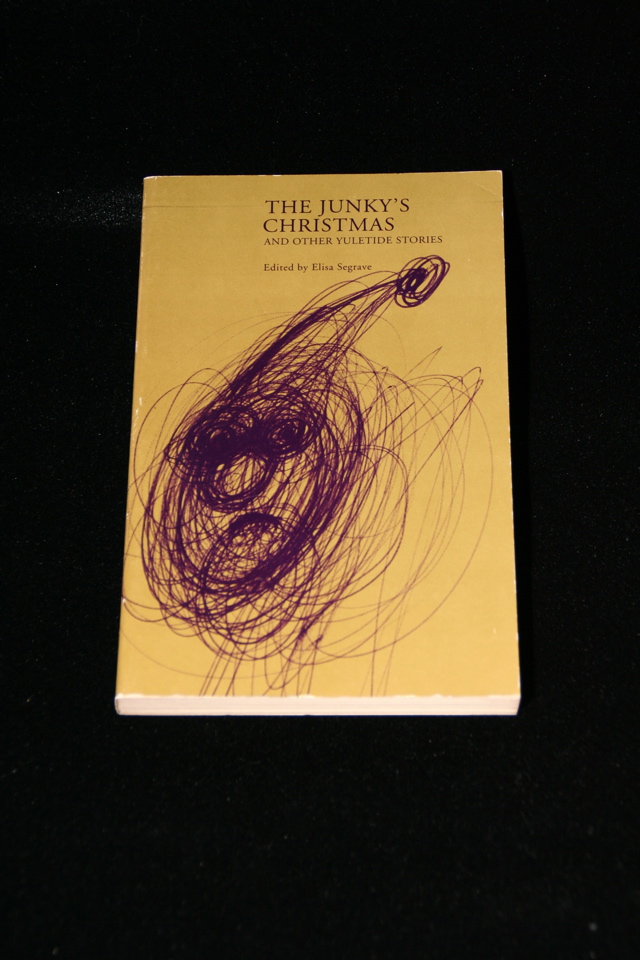 THE JUNKY'S
CHRISTMAS
AND OTHER YULETIDE STORIES
Edited by Elisa Segrave